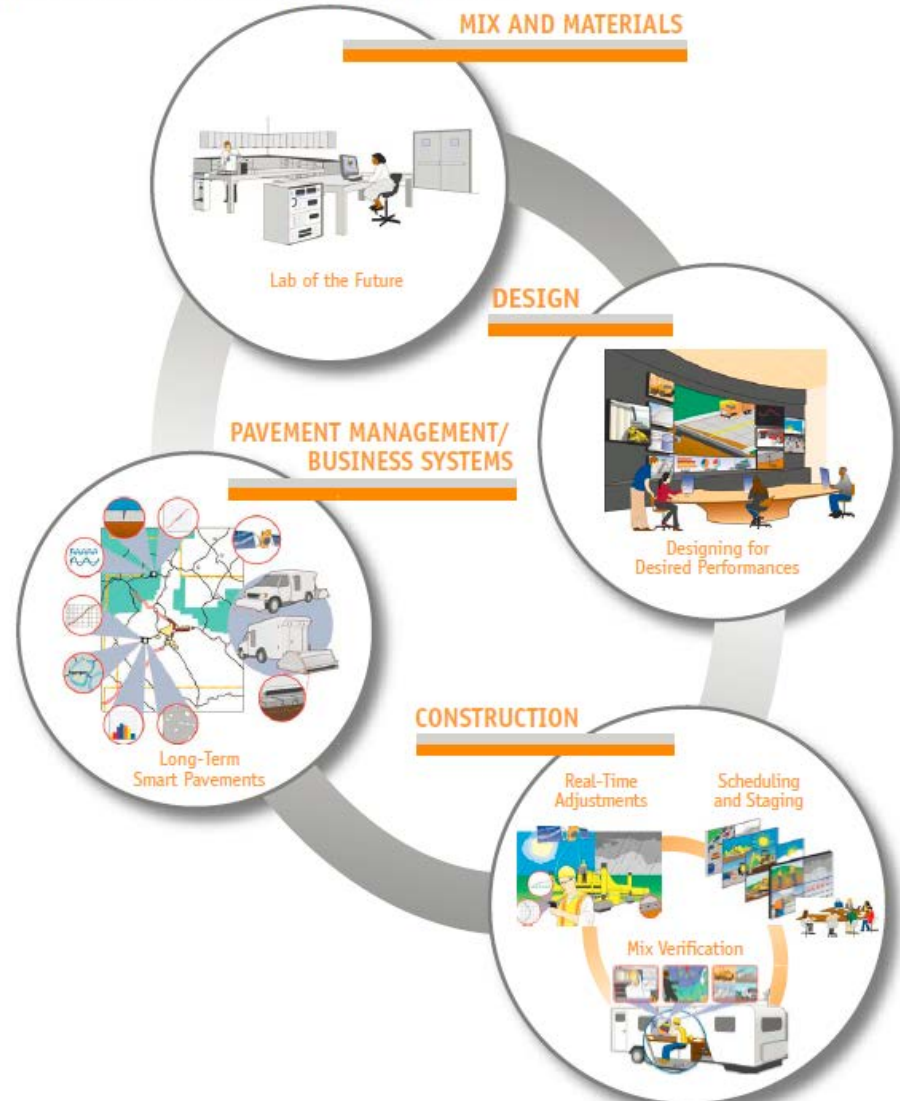 MIX AND MATERIALS
Lab of the Future
DESIGN
Designing for
Desired Performances
PAVEMENT MANAGEMENT/
BUSINESS SYSTEMS
Long-Term
Smart Pavements
CONSTRUCTION
Real-Time
Adjustments
Scheduling
and Staging
Mix Verification